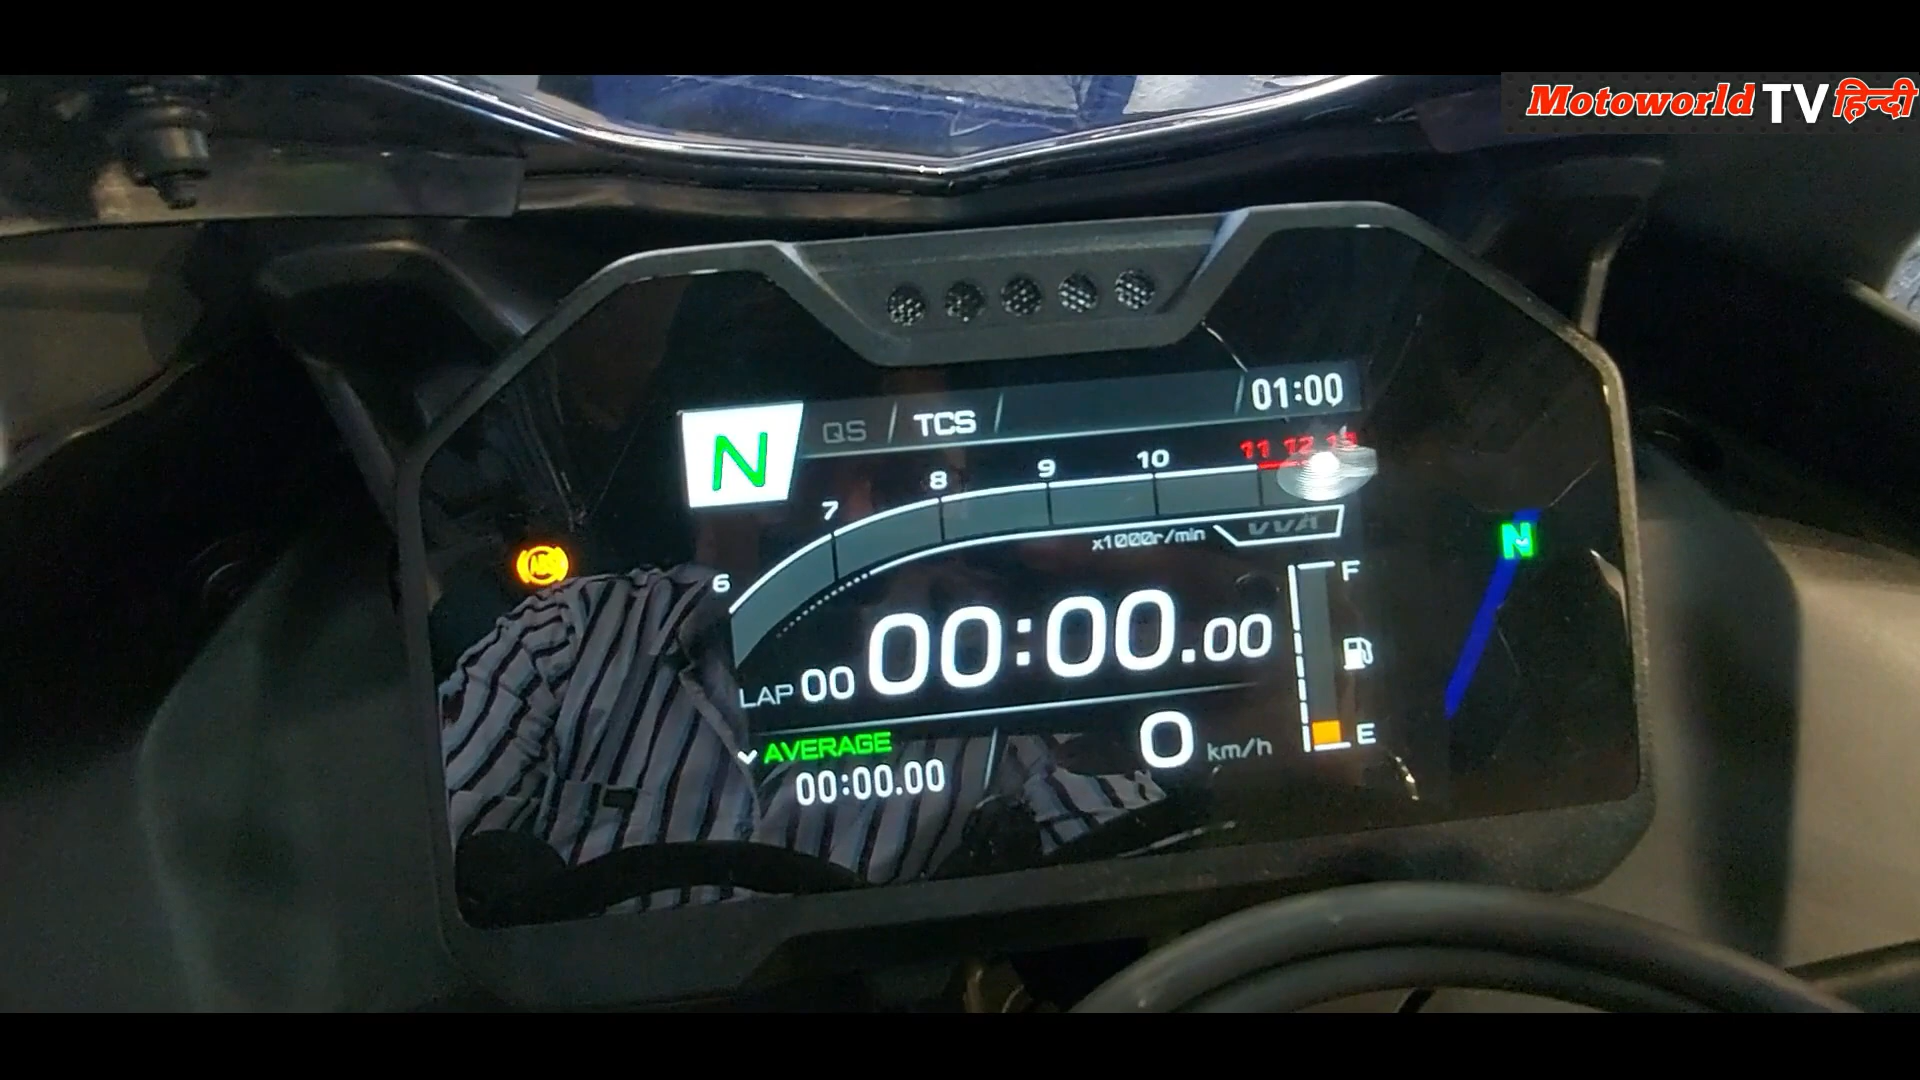 Motoworld TV हिन्दी
01:00
N QS TCS
6 7 8 9 10 11 12 13
x1000r/min VVA
ABS
N
F
LAP 00 00:00.00
AVERAGE
00:00.00
0 km/h
E